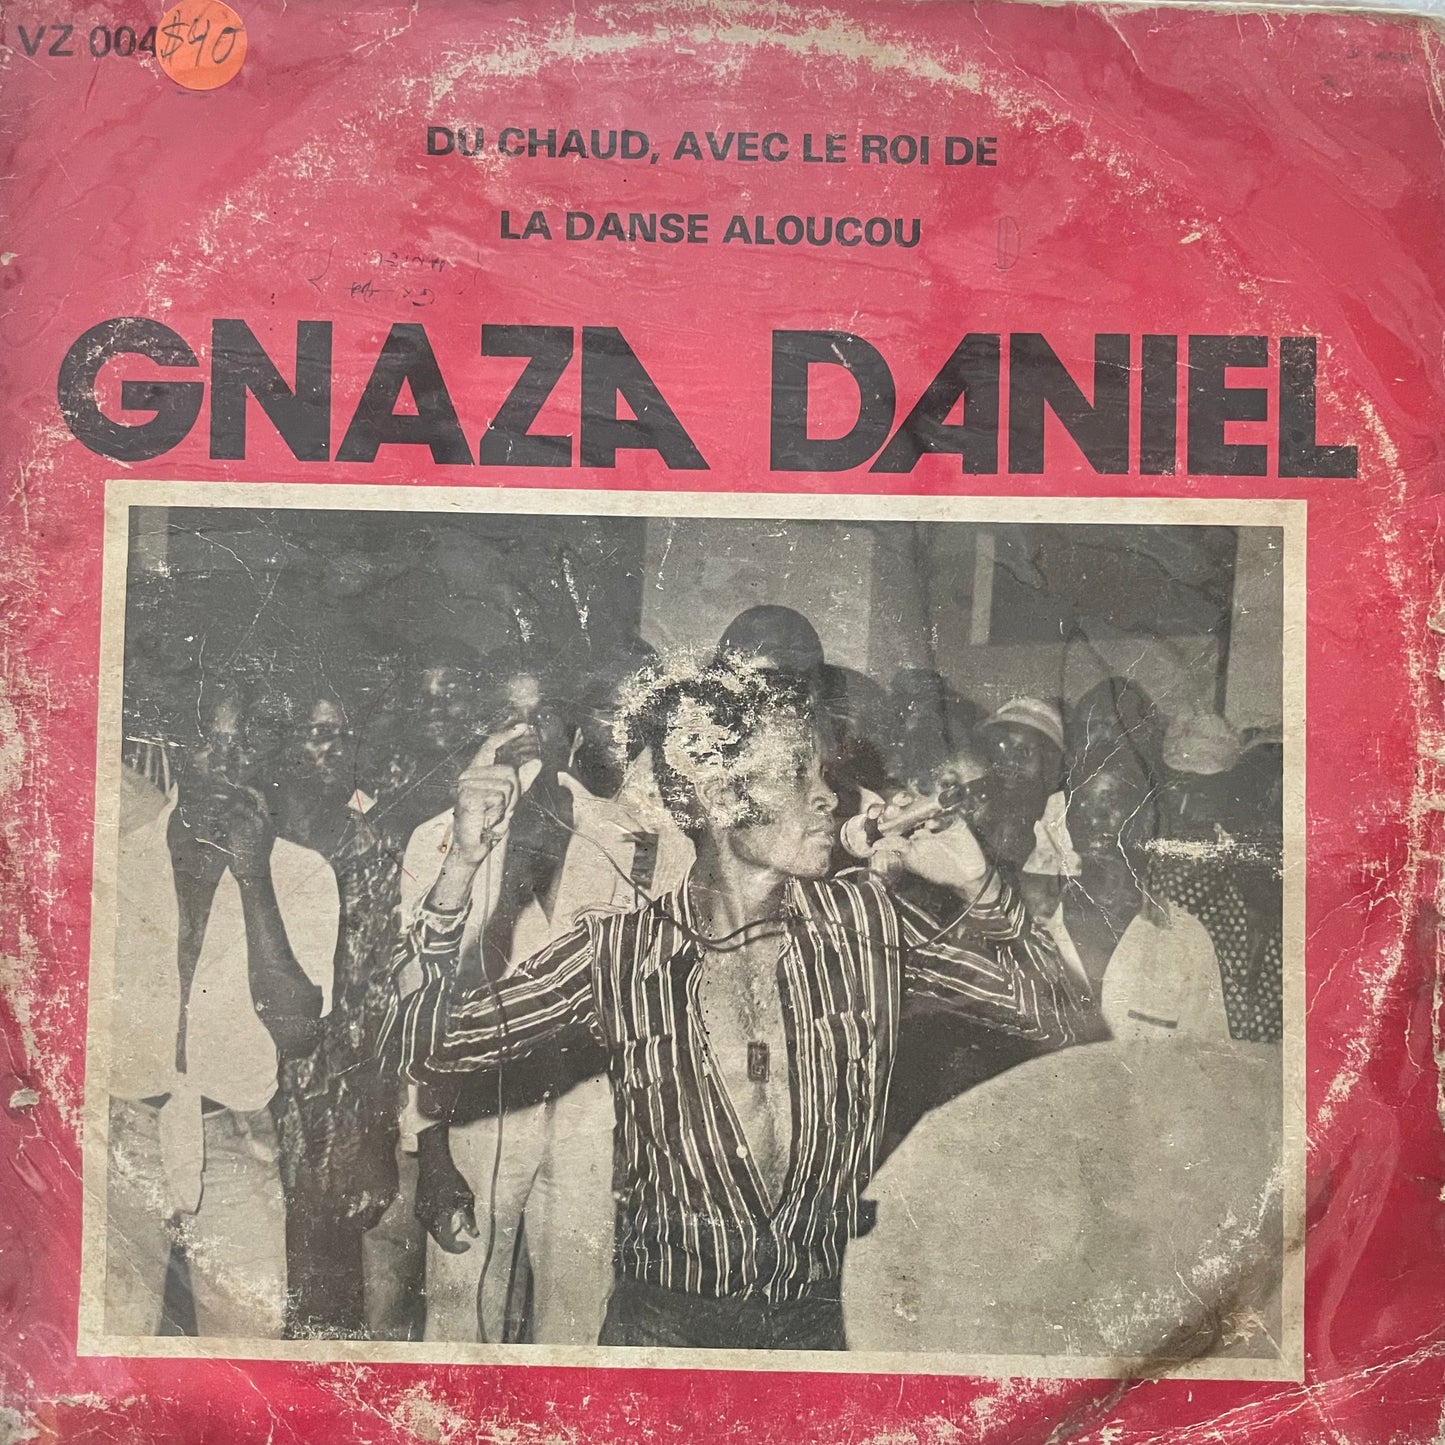 VZ 004 $40
DU CHAUD, AVEC LE ROI DE
LA DANSE ALOUCOU
GNAZA DANIEL